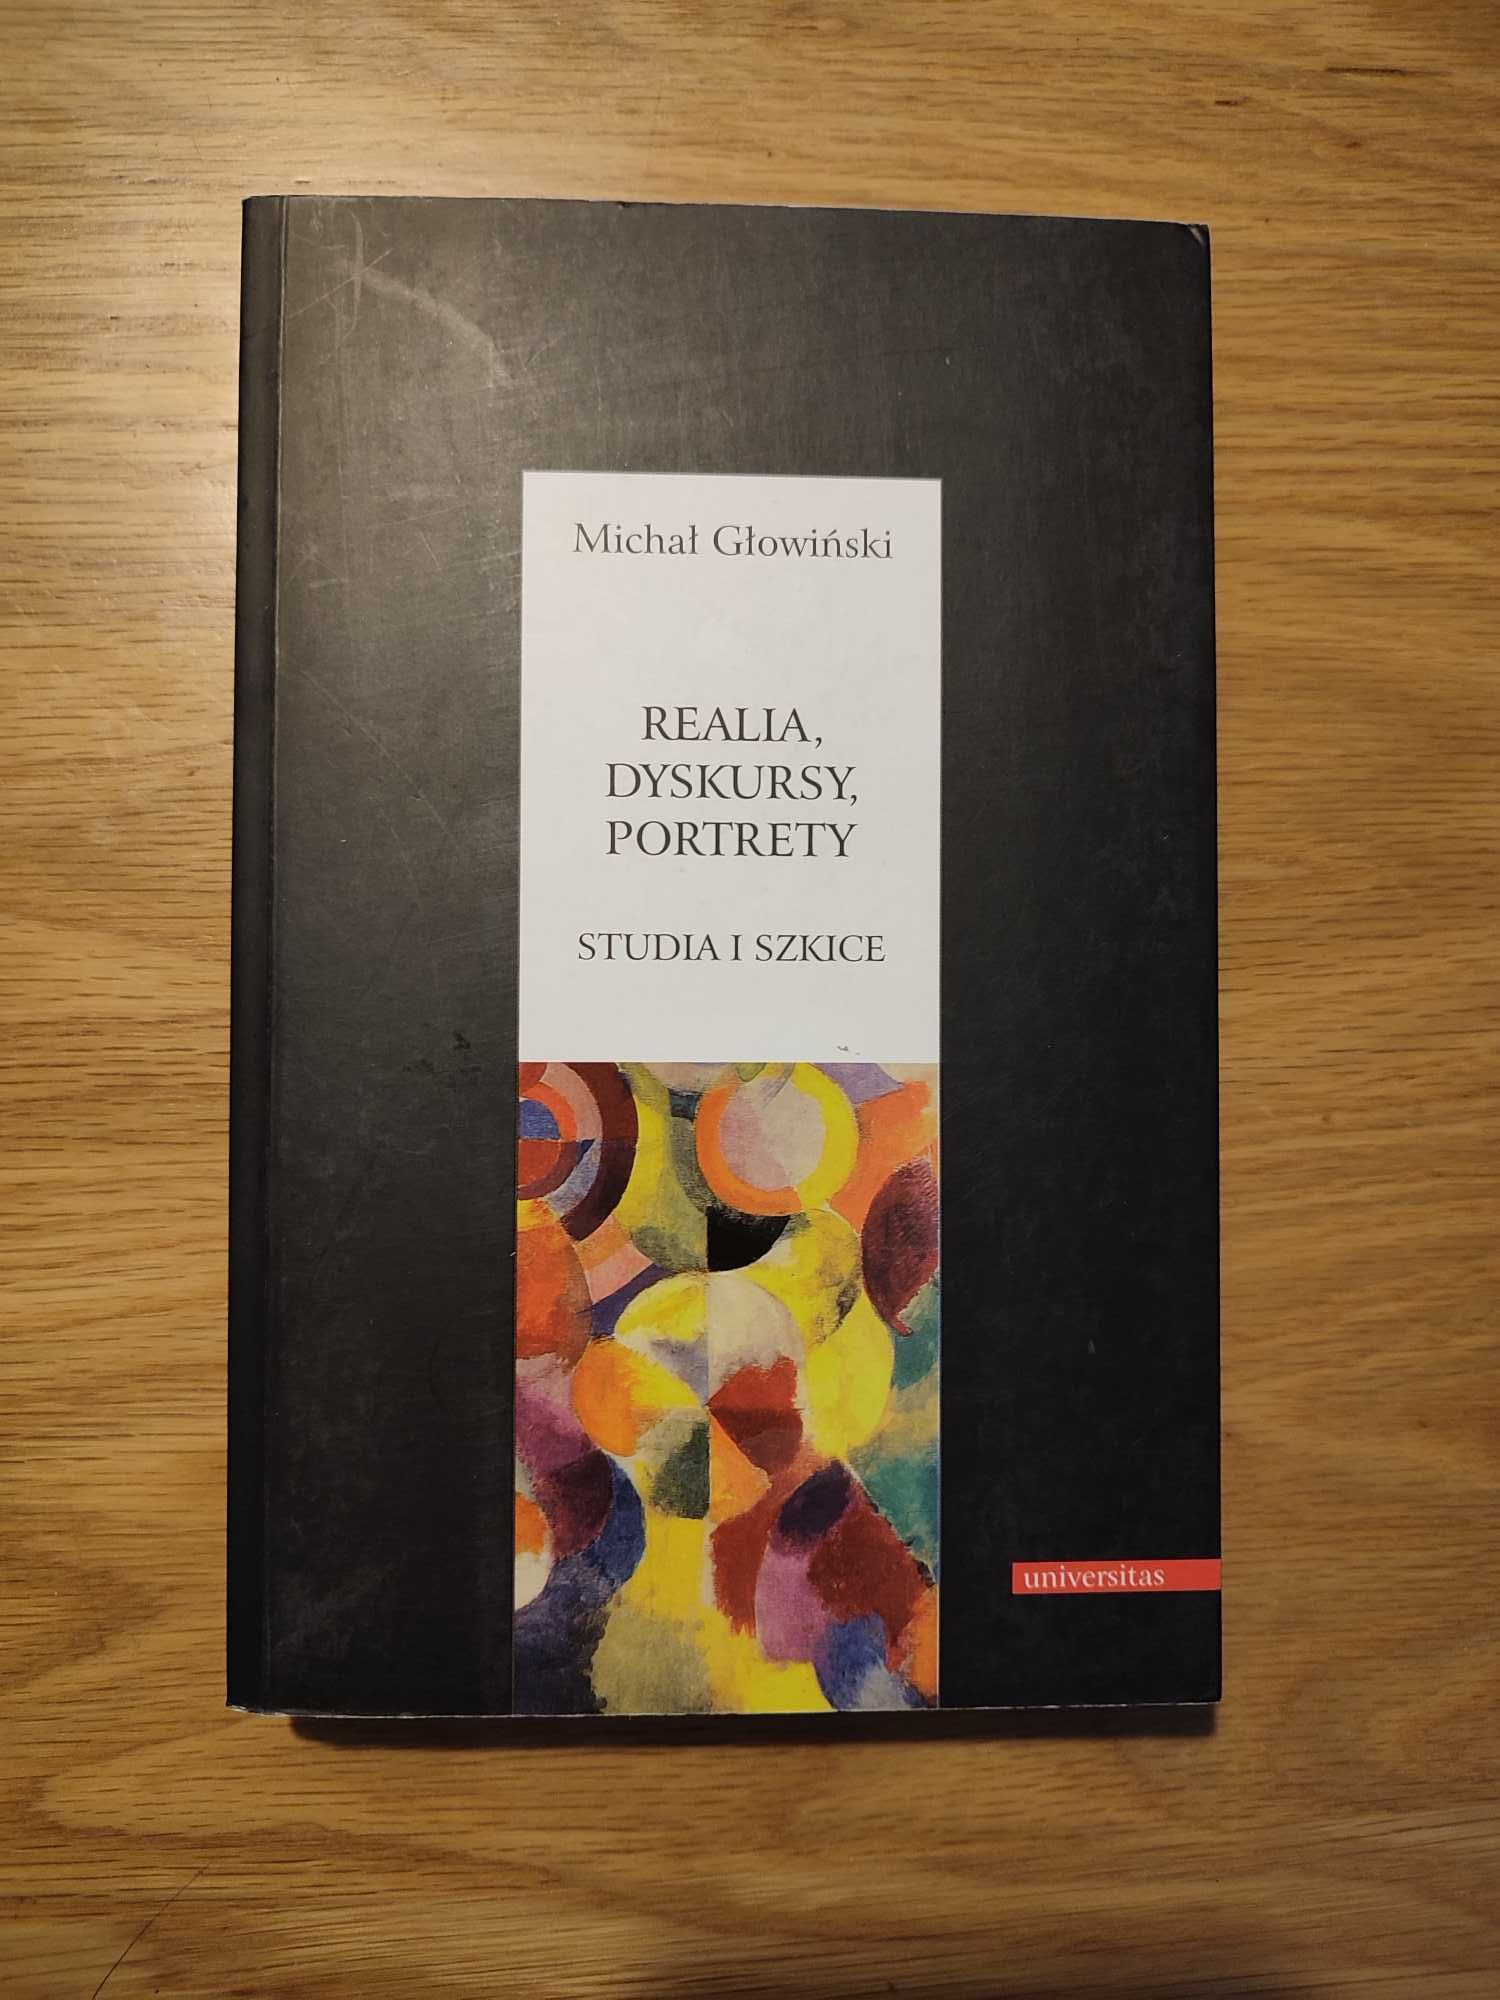 Michał Głowiński
REALIA,
DYSKURSY,
PORTRETY
STUDIA I SZKICE
universitas